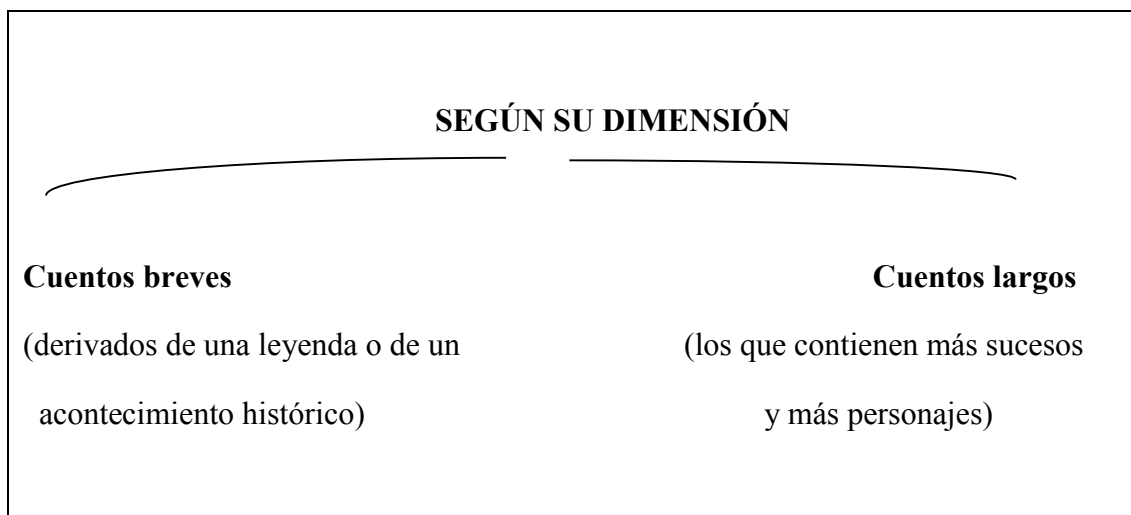 SEGÚN SU DIMENSIÓN
Cuentos breves
(derivados de una leyenda o de un
acontecimiento histórico)
Cuentos largos
(los que contienen más sucesos
y más personajes)